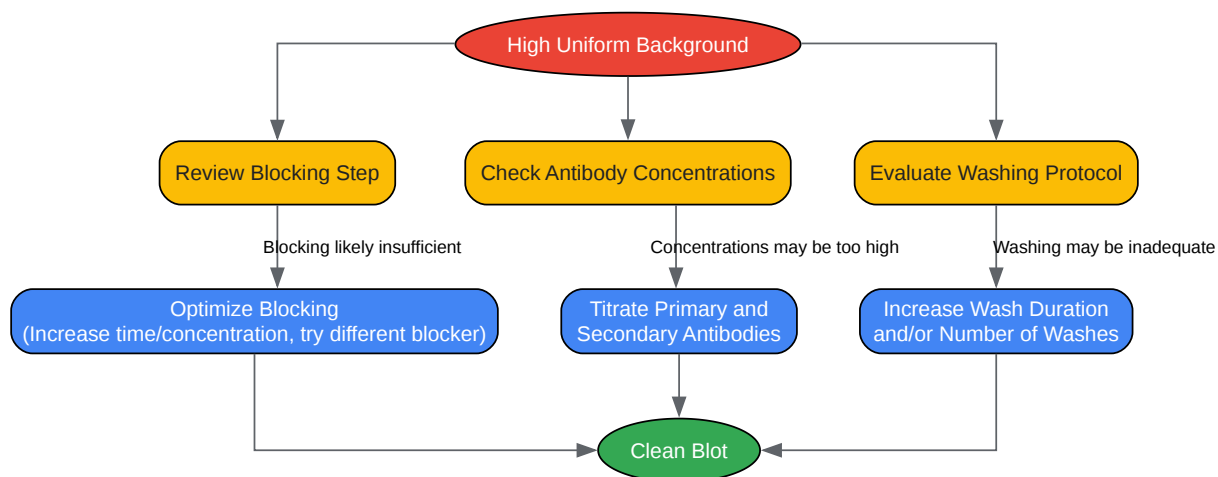 High Uniform Background
Review Blocking Step
Check Antibody Concentrations
Evaluate Washing Protocol
Blocking likely insufficient
Concentrations may be too high
Washing may be inadequate
Optimize Blocking
(Increase time/concentration, try different blocker)
Titrate Primary and
Secondary Antibodies
Increase Wash Duration
and/or Number of Washes
Clean Blot